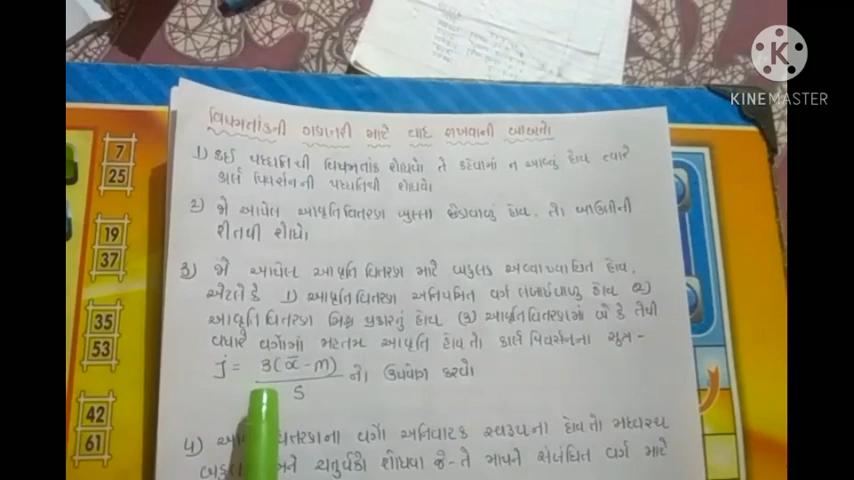 KINEMASTER
વિષમતાંકની ગણતરી માટે યાદ રાખવાની બાબતો
1) કઈ પધ્ધતિથી વિષમતાંક શોધવો તે કહેવામાં ન આવ્યું હોય ત્યારે
કાર્લ પિયર્સનની પધ્ધતિથી શોધવો
2) જો આપેલ આવૃત્તિ વિતરણ ખુલ્લા છેડાવાળું હોય, તો બાઉલીની
રીતથી શોધો
3) જો આપેલ આવૃત્તિ વિતરણ માટે બહુલક અવ્યાખ્યાયિત હોય,
એટલે કે 1) આવૃત્તિ વિતરણ અનિયમિત વર્ગ લંબાઈવાળુ હોય 2)
આવૃત્તિ વિતરણ મિશ્ર પ્રકારનું હોય (3) આવૃત્તિ વિતરણમાં બે કે તેથી
વધારે વર્ગોમાં મહત્તમ આવૃત્તિ હોય તો કાર્લ પિયર્સનના સૂત્ર -
j = 3(x̄ - M) / S નો ઉપયોગ કરવો
4) વિતરણના વર્ગો અનિવારક સ્વરૂપના હોય તો મધ્યસ્થ
ચતુર્થકો શોધવા જે-તે માપને સંબંધિત વર્ગ માટે
7
25
19
37
35
53
42
61